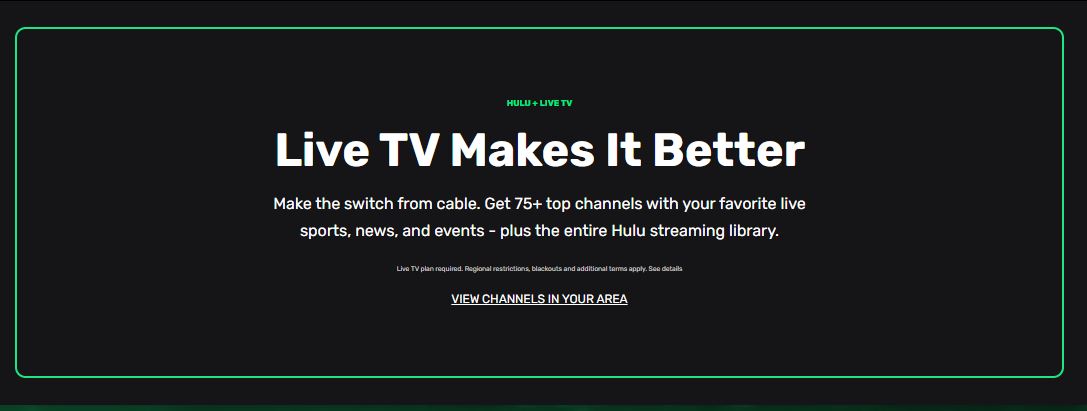 HULU + LIVE TV
Live TV Makes It Better
Make the switch from cable. Get 75+ top channels with your favorite live
sports, news, and events - plus the entire Hulu streaming library.
Live TV plan required. Regional restrictions, blackouts and additional terms apply. See details
VIEW CHANNELS IN YOUR AREA